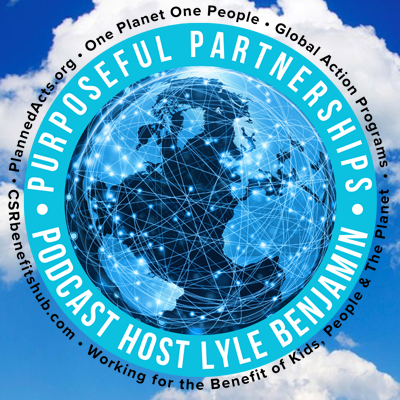 PlannedActs.org • One Planet One People • Global Action Programs •
CSRbenefitshub.com • Working for the Benefit of Kids, People & The Planet
• PURPOSEFUL PARTNERSHIPS •
PODCAST HOST LYLE BENJAMIN